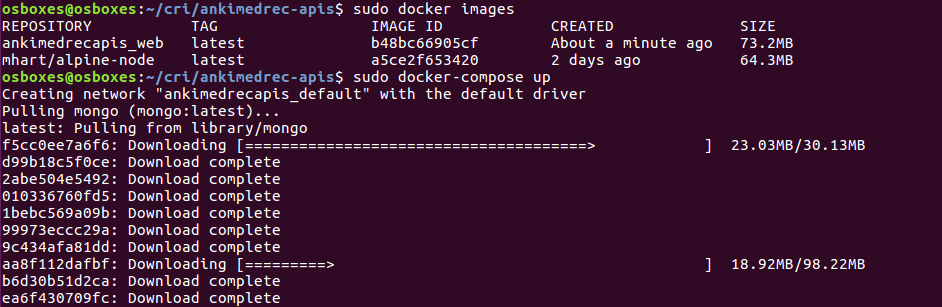 osboxes@osboxes:~/cri/ankimedrec-apis$ sudo docker images
REPOSITORY TAG IMAGE ID CREATED SIZE
ankimedrecapis_web latest b48bc66905cf About a minute ago 73.2MB
mhart/alpine-node latest a5ce2f653420 2 days ago 64.3MB
osboxes@osboxes:~/cri/ankimedrec-apis$ sudo docker-compose up
Creating network "ankimedrecapis_default" with the default driver
Pulling mongo (mongo:latest)...
latest: Pulling from library/mongo
f5cc0ee7a6f6: Downloading [======================================> ] 23.03MB/30.13MB
d99b18c5f0ce: Download complete
2abe504e5492: Download complete
010336760fd5: Download complete
1bebc569a09b: Download complete
99973eccc29a: Download complete
9c434afa81dd: Download complete
aa8f112dafbf: Downloading [=========> ] 18.92MB/98.22MB
b6d30b51d2ca: Download complete
ea6f430709fc: Download complete